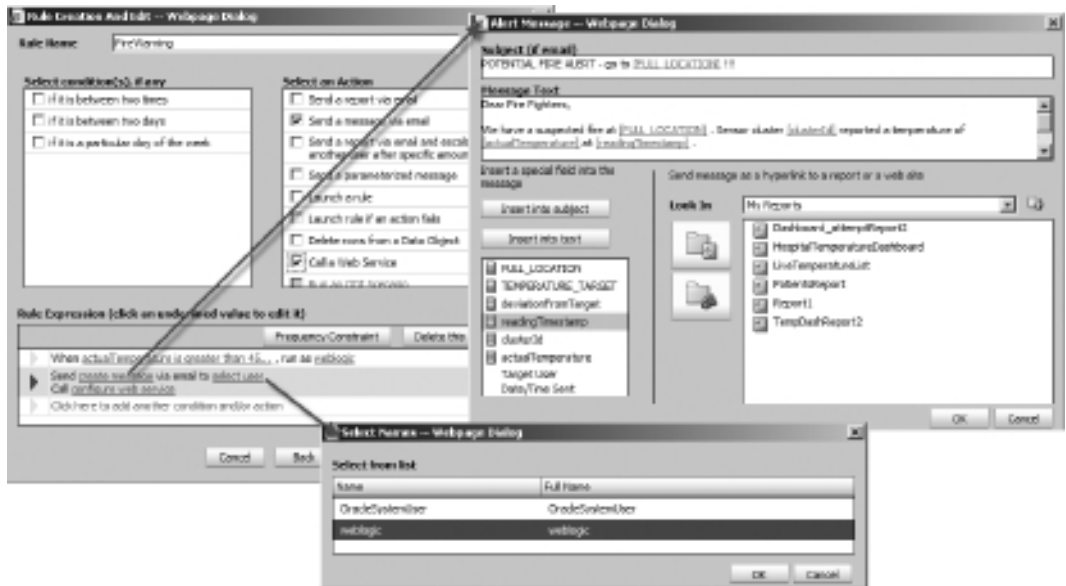 Rule Creation And Edit -- Webpage Dialog
Rule Name
FireWarning
Select condition(s), if any
If it is between two times
If it is between two days
If it is a particular day of the week
Select an Action
Send a report via email
Send a message via email
Send a report via email and escala
another user after specific amount
Send a parameterized message
Launch a rule
Launch rule if an action fails
Delete rows from a Data Object
Call a Web Service
Run an ODI Scenario
Rule Expression (click an underlined value to edit it)
Frequency Constraint
Delete this
When actualTemperature is greater than 45... , run as weblogic
Send create message via email to select user
Call configure web service
Click here to add another condition and/or action
Cancel
Back
Alert Message -- Webpage Dialog
Subject (if email)
POTENTIAL FIRE ALERT - go to [FULL_LOCATION] !!!
Message Text
Dear Fire Fighters,
We have a suspected fire at [FULL_LOCATION] . Sensor cluster [clusterId] reported a temperature of
[actualTemperature] at [readingTimestamp] .
Insert a special field into the
message
Insert into subject
Insert into text
FULL_LOCATION
TEMPERATURE_TARGET
deviationFromTarget
readingTimestamp
clusterId
actualTemperature
Target User
Date/Time Sent
Send message as a hyperlink to a report or a web site
Look In
My Reports
Dashboard_attemptReport2
HospitalTemperatureDashboard
LiveTemperatureList
PatientsReport
Report1
TempDashReport2
OK
Cancel
Select Names -- Webpage Dialog
Select from list
Name
Full Name
OracleSystemUser
OracleSystemUser
weblogic
weblogic
OK
Cancel